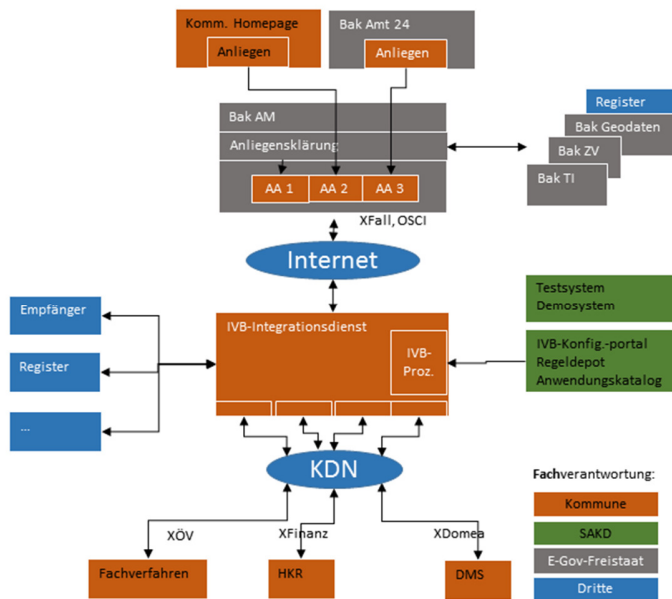 Komm. Homepage
Anliegen
Bak Amt 24
Anliegen
Bak AM
Anliegensklärung
AA 1
AA 2
AA 3
Register
Bak Geodaten
Bak ZV
Bak TI
XFall, OSCI
Internet
Empfänger
Register
...
IVB-Integrationsdienst
IVB-
Proz.
Testsystem
Demosystem
IVB-Konfig.-portal
Regeldepot
Anwendungskatalog
KDN
XÖV
XFinanz
XDomea
Fachverfahren
HKR
DMS
Fachverantwortung:
Kommune
SAKD
E-Gov-Freistaat
Dritte